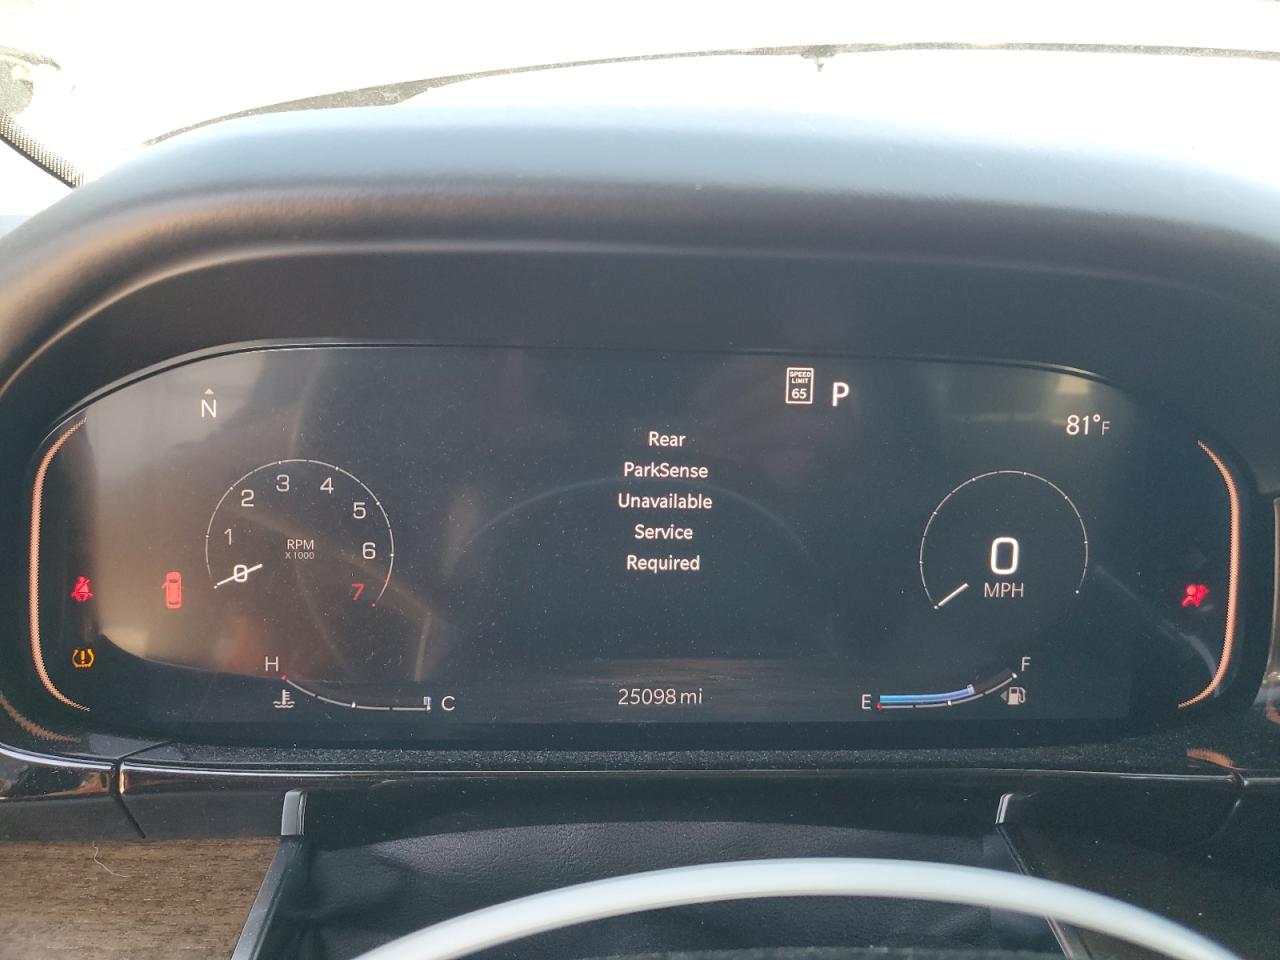 N
SPEED
LIMIT
65
P
81°F
Rear
ParkSense
Unavailable
Service
Required
0
1
2
3
4
5
6
7
RPM
X 1000
0
MPH
H
C
25098 mi
E
F